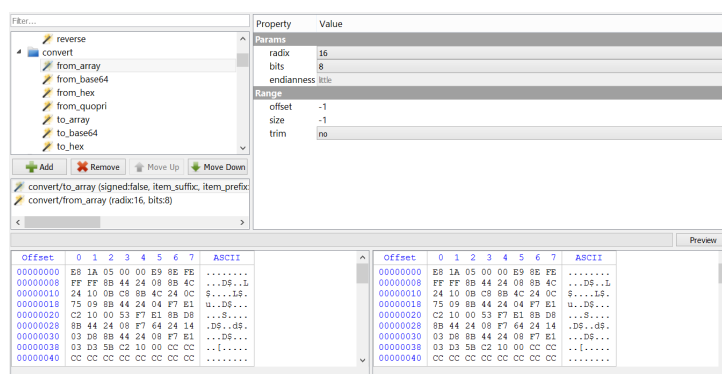 Fiter...
reverse
convert
from_array
from_base64
from_hex
from_quopri
to_array
to_base64
to_hex
Add Remove Move Up Move Down
convert/to_array (signed:false, item_suffix:, item_prefix:
convert/from_array (radix:16, bits:8)
Property Value
Params
radix 16
bits 8
endianness little
Range
offset -1
size -1
trim no
Preview
Offset 0 1 2 3 4 5 6 7 ASCII
00000000 E8 1A 05 00 00 E9 8E FE ........
00000008 FF FF 8B 44 24 08 8B 4C ...D$..L
00000010 24 10 0B C8 8B 4C 24 0C $....L$.
00000018 75 09 8B 44 24 04 F7 E1 u..D$...
00000020 C2 10 00 53 F7 E1 8B D8 ...S....
00000028 8B 44 24 08 F7 64 24 14 .D$..d$.
00000030 03 D8 8B 44 24 08 F7 E1 ...D$...
00000038 03 D3 5B C2 10 00 CC CC ..[.....
00000040 CC CC CC CC CC CC CC CC ........
Offset 0 1 2 3 4 5 6 7 ASCII
00000000 E8 1A 05 00 00 E9 8E FE ........
00000008 FF FF 8B 44 24 08 8B 4C ...D$..L
00000010 24 10 0B C8 8B 4C 24 0C $....L$.
00000018 75 09 8B 44 24 04 F7 E1 u..D$...
00000020 C2 10 00 53 F7 E1 8B D8 ...S....
00000028 8B 44 24 08 F7 64 24 14 .D$..d$.
00000030 03 D8 8B 44 24 08 F7 E1 ...D$...
00000038 03 D3 5B C2 10 00 CC CC ..[.....
00000040 CC CC CC CC CC CC CC CC ........